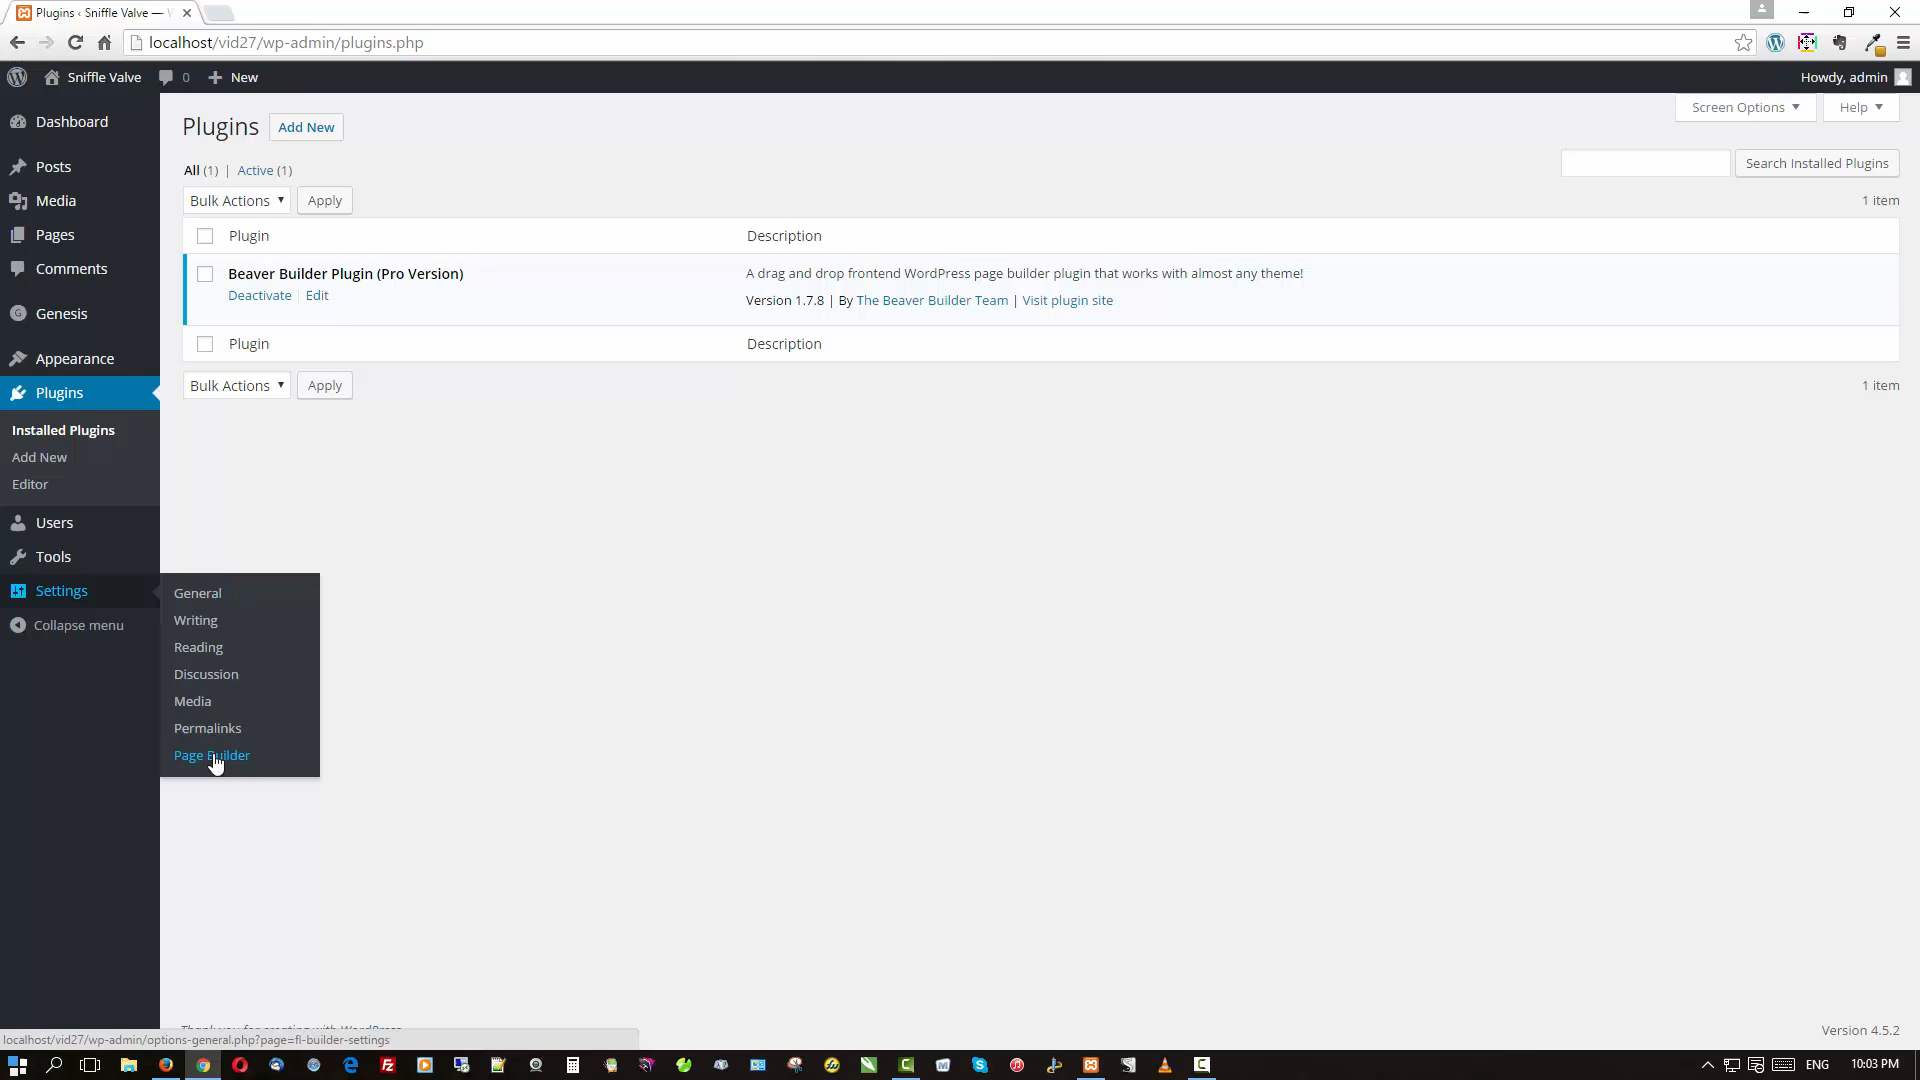 Plugins ‹ Sniffle Valve —
localhost/vid27/wp-admin/plugins.php
Sniffle Valve 0 New
Howdy, admin
Dashboard
Posts
Media
Pages
Comments
Genesis
Appearance
Plugins
Installed Plugins
Add New
Editor
Users
Tools
Settings
Collapse menu
General
Writing
Reading
Discussion
Media
Permalinks
Page Builder
Screen Options Help
Plugins Add New
All (1) | Active (1)
Search Installed Plugins
Bulk Actions Apply
1 item
Plugin Description
Beaver Builder Plugin (Pro Version)
Deactivate | Edit
A drag and drop frontend WordPress page builder plugin that works with almost any theme!
Version 1.7.8 | By The Beaver Builder Team | Visit plugin site
Plugin Description
Bulk Actions Apply
1 item
Version 4.5.2
localhost/vid27/wp-admin/options-general.php?page=fl-builder-settings
ENG 10:03 PM